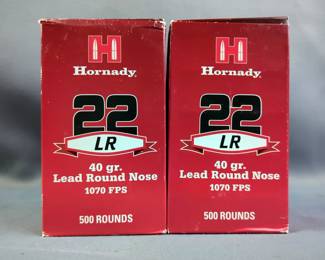 H
Hornady
22
LR
40 gr.
Lead Round Nose
1070 FPS
500 ROUNDS
H
Hornady
22
LR
40 gr.
Lead Round Nose
1070 FPS
500 ROUNDS